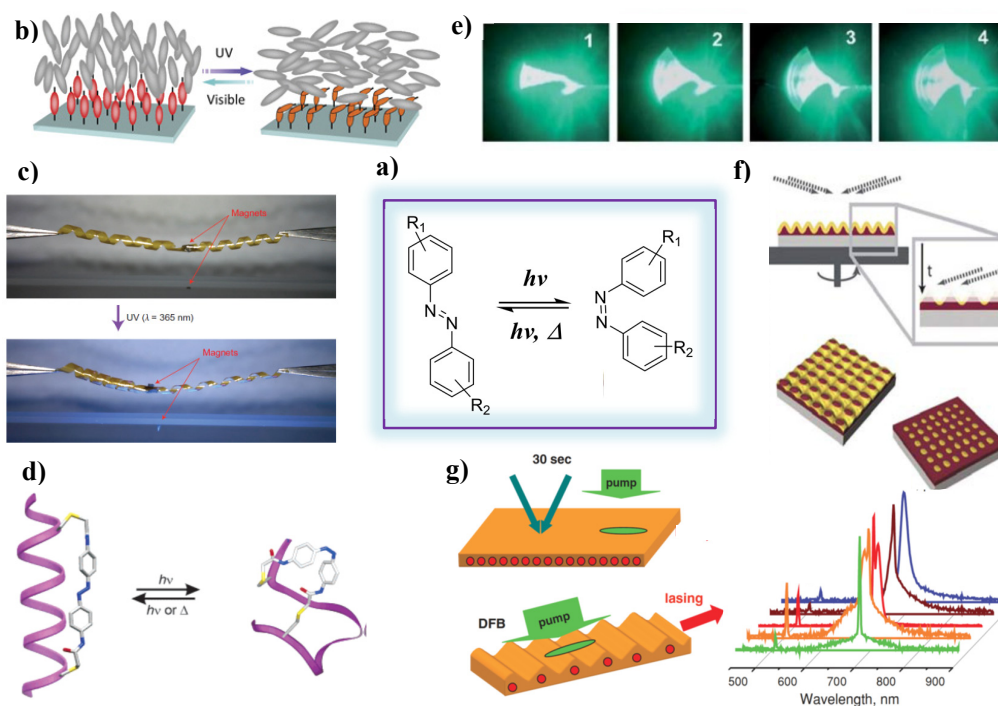 b)
UV
Visible
e)
1
2
3
4
c)
Magnets
UV (λ = 365 nm)
Magnets
a)
R1
N
N
R2
hν
hν, Δ
R1
N
N
R2
f)
t
d)
hν
hν or Δ
g)
30 sec
pump
DFB
pump
lasing
500 600 700 800 900
Wavelength, nm